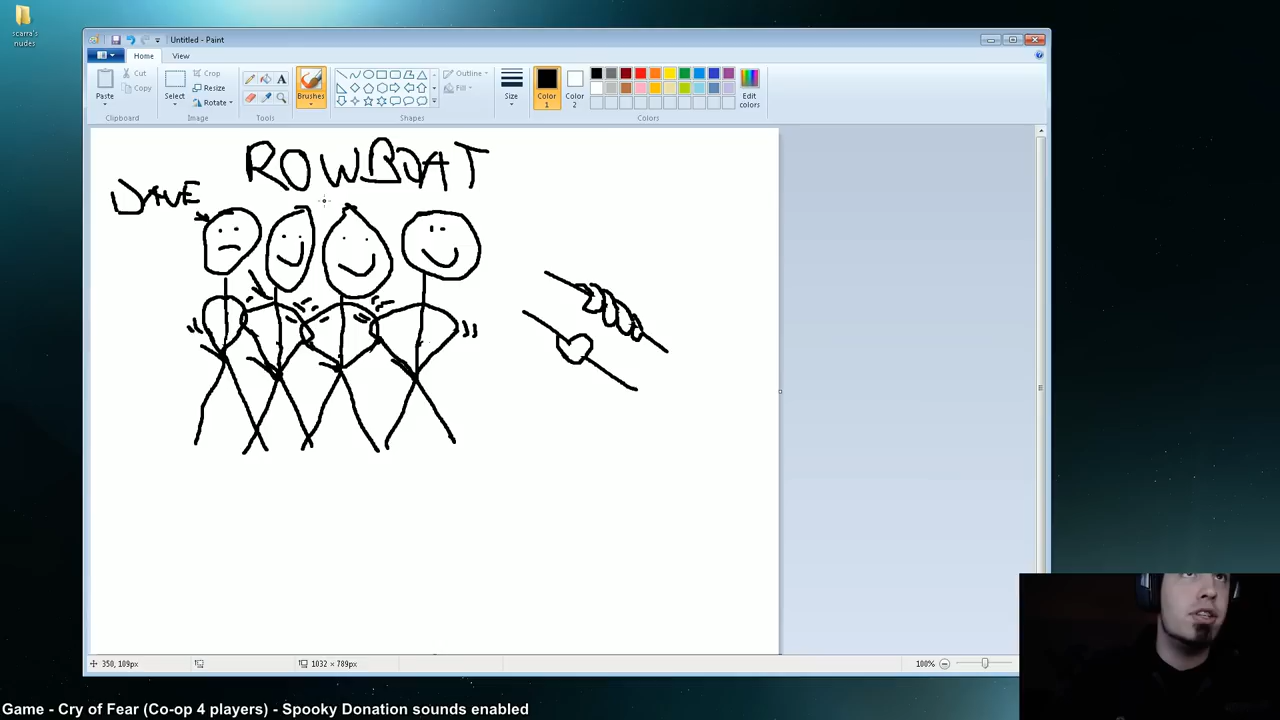 scarra's
nudes
Untitled - Paint
Home
View
Paste
Cut
Copy
Clipboard
Select
Crop
Resize
Rotate
Image
A
Tools
Brushes
Shapes
Outline
Fill
Size
Color
1
Color
2
Edit
colors
Colors
ROWBOAT
DAVE
350, 109px
1032 × 789px
100%
Game - Cry of Fear (Co-op 4 players) - Spooky Donation sounds enabled